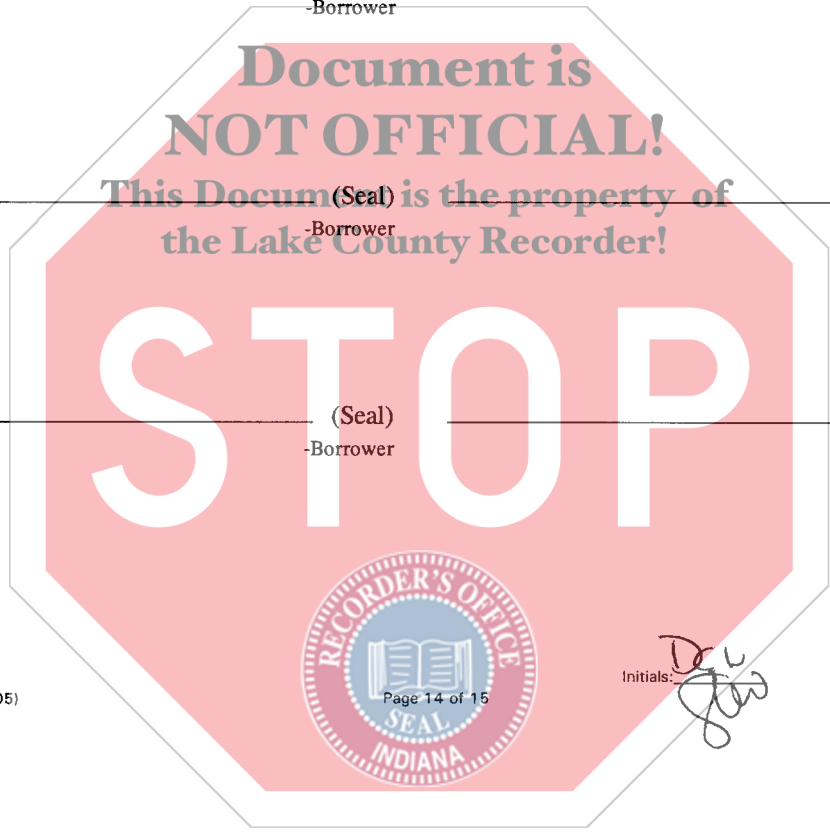 -Borrower
Document is
NOT OFFICIAL!
This Document is the property of
(Seal)
the Lake County Recorder!
-Borrower
STOP
(Seal)
-Borrower
RECORDER'S OFFICE
SEAL
INDIANA
Initials:
05)
Page 14 of 15